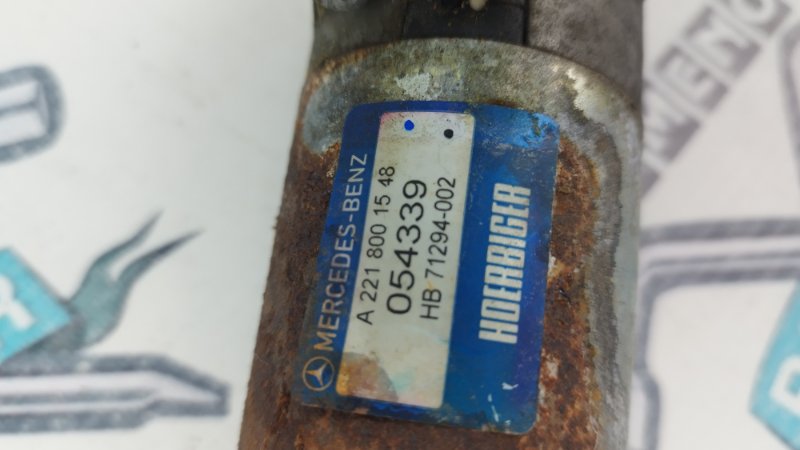 MERCEDES-BENZ
A 221 800 15 48
054339
HB 71294-002
HOERBIGER